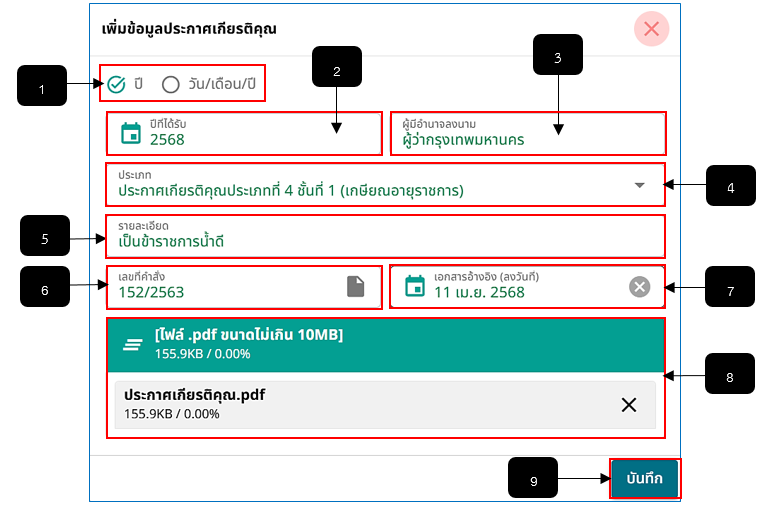 เพิ่มข้อมูลประกาศเกียรติคุณ
1
ปี
วัน/เดือน/ปี
2
3
ปีที่ได้รับ
2568
ผู้มีอำนาจลงนาม
ผู้ว่ากรุงเทพมหานคร
ประเภท
ประกาศเกียรติคุณประเภทที่ 4 ชั้นที่ 1 (เกษียณอายุราชการ)
4
รายละเอียด
เป็นข้าราชการน้ำดี
5
เลขที่คำสั่ง
152/2563
6
เอกสารอ้างอิง (ลงวันที่)
11 เม.ย. 2568
7
[ไฟล์ .pdf ขนาดไม่เกิน 10MB]
155.9KB / 0.00%
8
ประกาศเกียรติคุณ.pdf
155.9KB / 0.00%
9
บันทึก